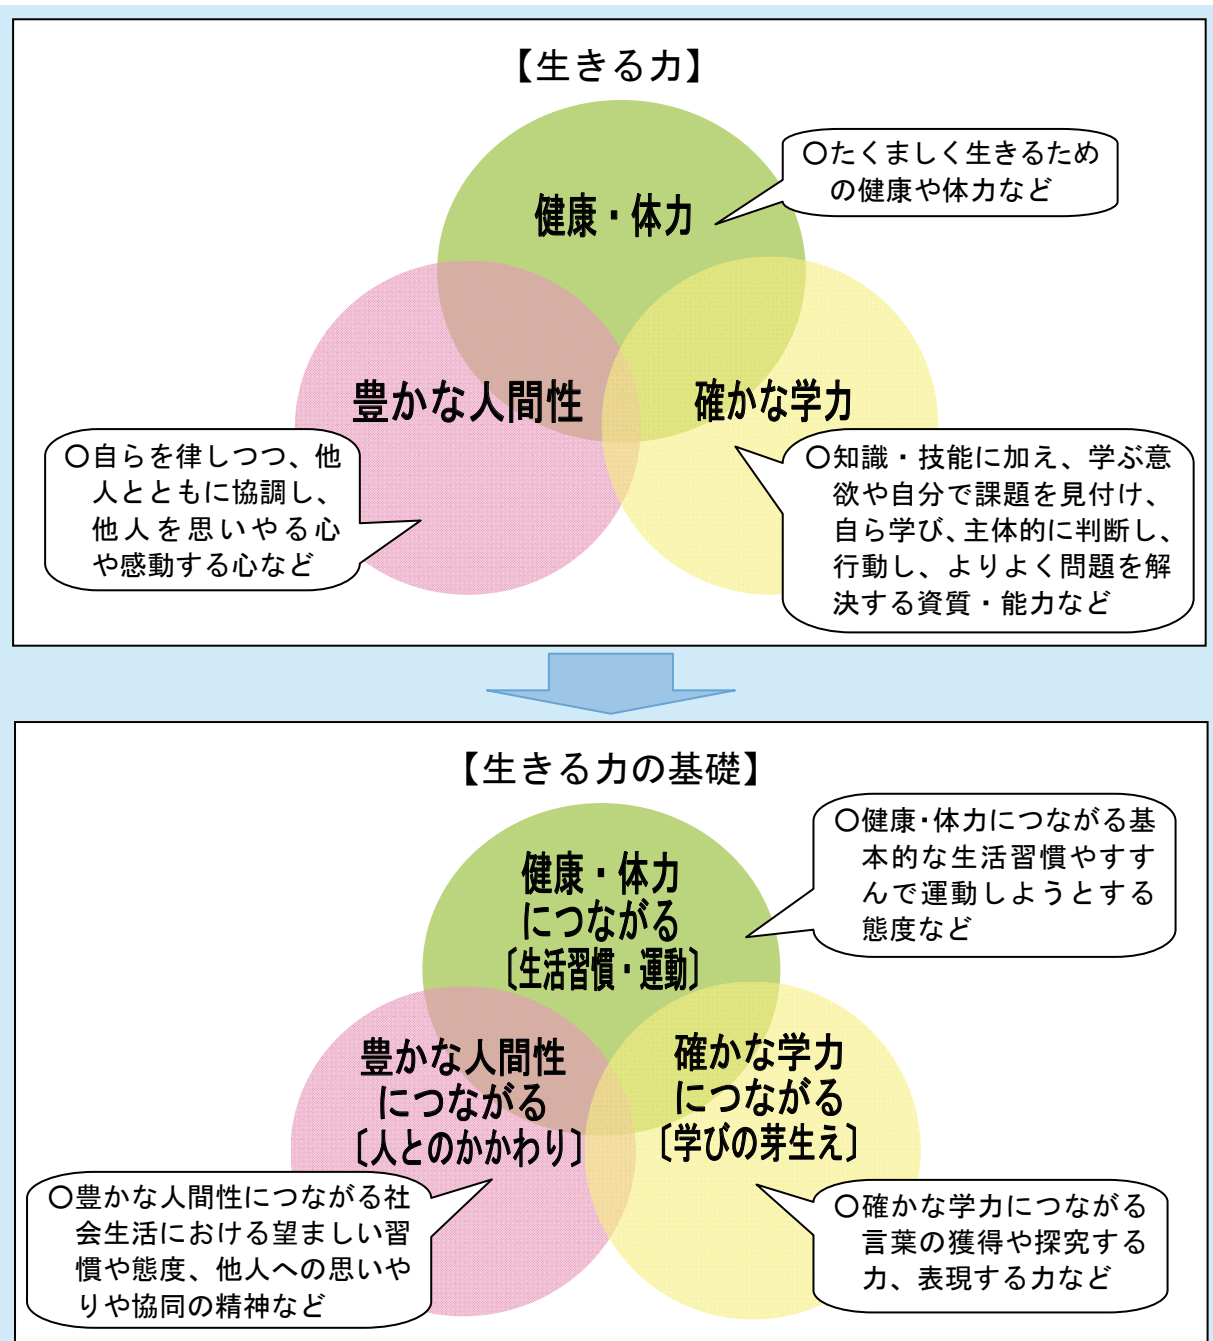 【生きる力】
健康・体力
○たくましく生きるため
の健康や体力など
豊かな人間性
確かな学力
○自らを律しつつ、他
人とともに協調し、
他人を思いやる心
や感動する心など
○知識・技能に加え、学ぶ意
欲や自分で課題を見付け、
自ら学び、主体的に判断し、
行動し、よりよく問題を解
決する資質・能力など
【生きる力の基礎】
健康・体力
につながる
〔生活習慣・運動〕
○健康・体力につながる基
本的な生活習慣やすす
んで運動しようとする
態度など
豊かな人間性
につながる
〔人とのかかわり〕
確かな学力
につながる
〔学びの芽生え〕
○豊かな人間性につながる社
会生活における望ましい習
慣や態度、他人への思いや
りや協同の精神など
○確かな学力につながる
言葉の獲得や探究する
力、表現する力など